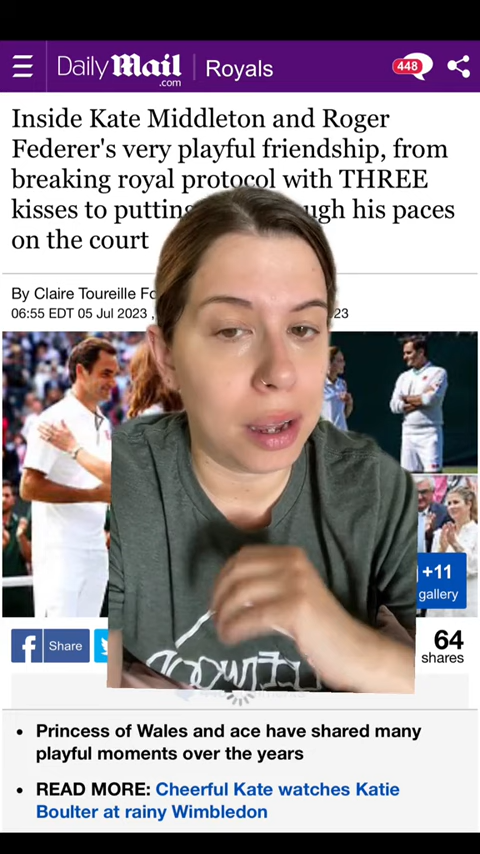 Daily Mail
.com
Royals
448
Inside Kate Middleton and Roger
Federer's very playful friendship, from
breaking royal protocol with THREE
kisses to putting his paces
on the court
By Claire Toureille
06:55 EDT 05 Jul 2023 , 23
+11
gallery
f Share
64
shares
• Princess of Wales and ace have shared many
playful moments over the years
• READ MORE: Cheerful Kate watches Katie
Boulter at rainy Wimbledon